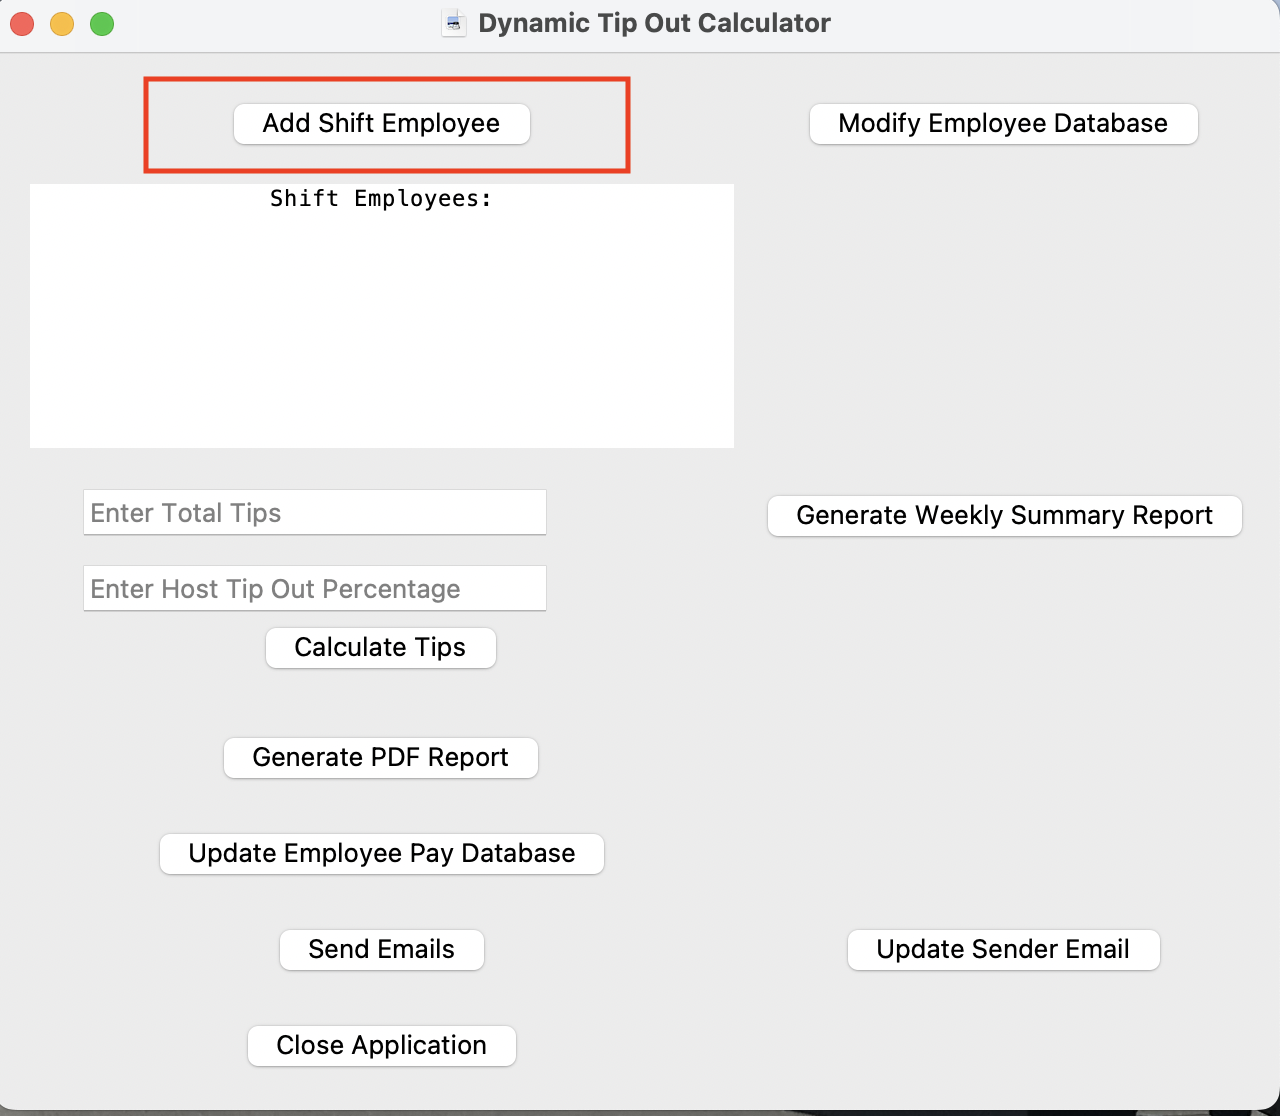 Dynamic Tip Out Calculator
Add Shift Employee
Modify Employee Database
Shift Employees:
Enter Total Tips
Generate Weekly Summary Report
Enter Host Tip Out Percentage
Calculate Tips
Generate PDF Report
Update Employee Pay Database
Send Emails
Update Sender Email
Close Application